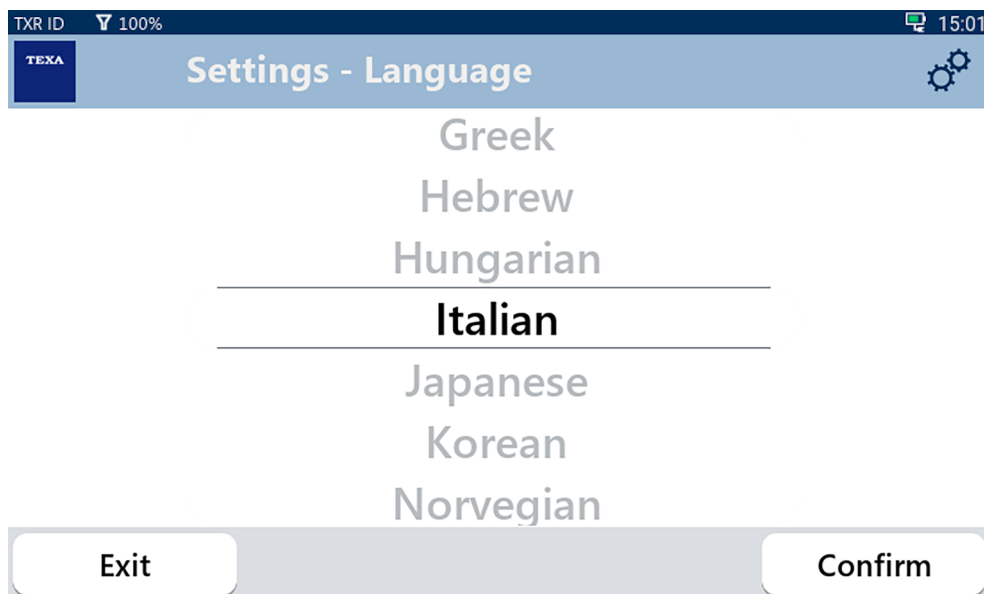 TXR ID 100% 15:01
TEXA
Settings - Language
Greek
Hebrew
Hungarian
Italian
Japanese
Korean
Norvegian
Exit Confirm